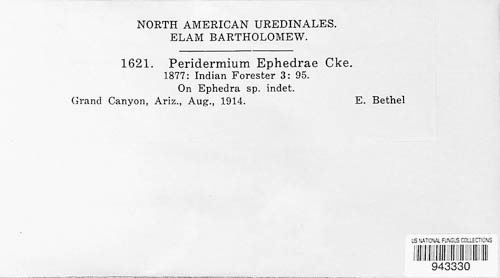 NORTH AMERICAN UREDINALES.
ELAM BARTHOLOMEW.
1621. Peridermium Ephedrae Cke.
1877: Indian Forester 3: 95.
On Ephedra sp. indet.
Grand Canyon, Ariz., Aug., 1914. E. Bethel
US NATIONAL FUNGUS COLLECTIONS
943330